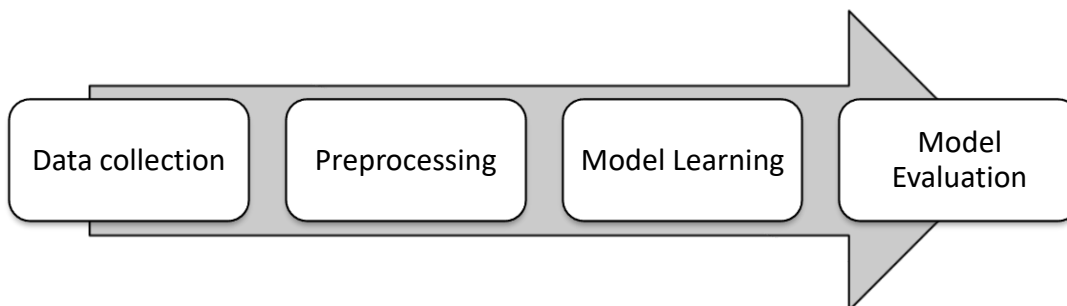 Data collection
Preprocessing
Model Learning
Model
Evaluation